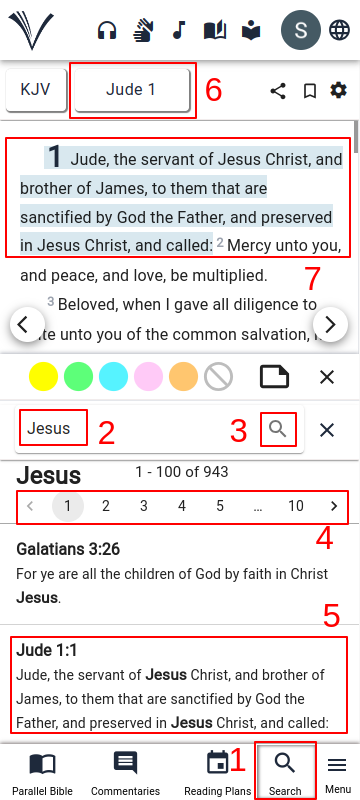 S
KJV
Jude 1
6
1 Jude, the servant of Jesus Christ, and
brother of James, to them that are
sanctified by God the Father, and preserved
in Jesus Christ, and called: 2 Mercy unto you,
and peace, and love, be multiplied.
7
3 Beloved, when I gave all diligence to
unto you of the common salvation,
Jesus
2
3
Jesus
1 - 100 of 943
1 2 3 4 5 ... 10
4
Galatians 3:26
For ye are all the children of God by faith in Christ
Jesus.
5
Jude 1:1
Jude, the servant of Jesus Christ, and brother of
James, to them that are sanctified by God the
Father, and preserved in Jesus Christ, and called:
1
Parallel Bible Commentaries Reading Plans Search Menu